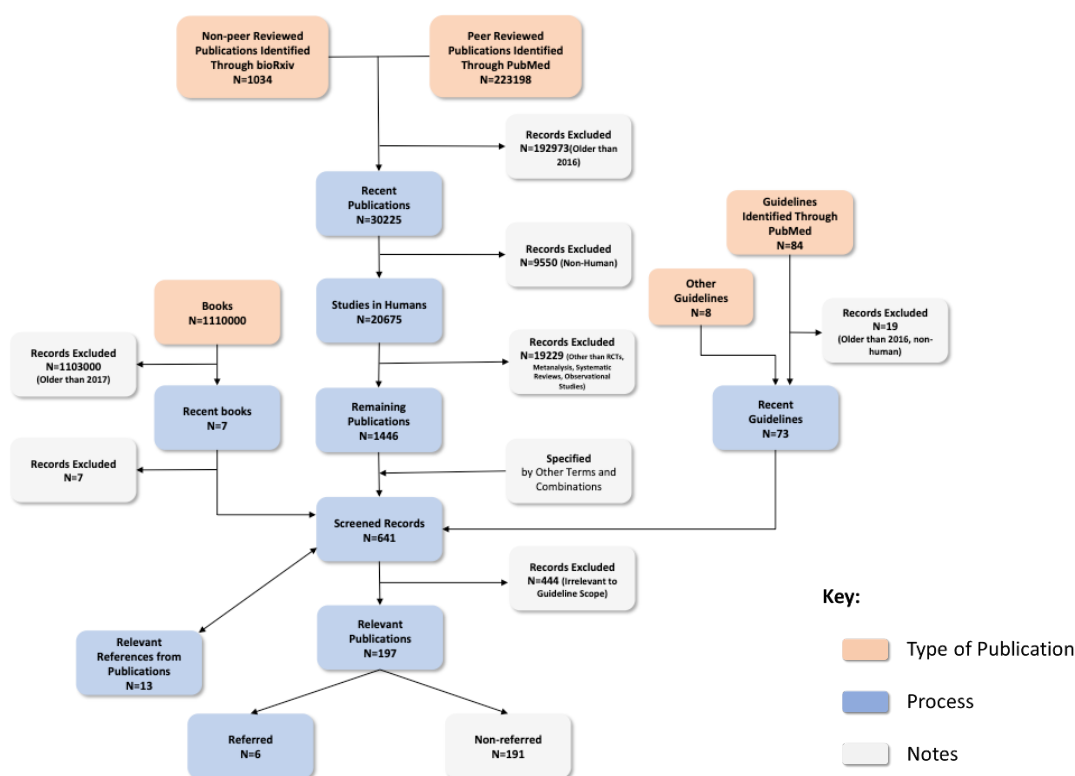 Non-peer Reviewed
Publications Identified
Through bioRxiv
N=1034
Peer Reviewed
Publications Identified
Through PubMed
N=223198
Records Excluded
N=192973(Older than
2016)
Recent
Publications
N=30225
Guidelines
Identified Through
PubMed
N=84
Records Excluded
N=9550 (Non-Human)
Other
Guidelines
N=8
Books
N=1110000
Studies in Humans
N=20675
Records Excluded
N=19
(Older than 2016, non-
human)
Records Excluded
N=1103000
(Older than 2017)
Records Excluded
N=19229 (Other than RCTs,
Metanalysis, Systematic
Reviews, Observational
Studies)
Recent books
N=7
Remaining
Publications
N=1446
Recent
Guidelines
N=73
Records Excluded
N=7
Specified
by Other Terms and
Combinations
Screened Records
N=641
Records Excluded
N=444 (Irrelevant to
Guideline Scope)
Relevant
References from
Publications
N=13
Relevant
Publications
N=197
Referred
N=6
Non-referred
N=191
Key:
Type of Publication
Process
Notes